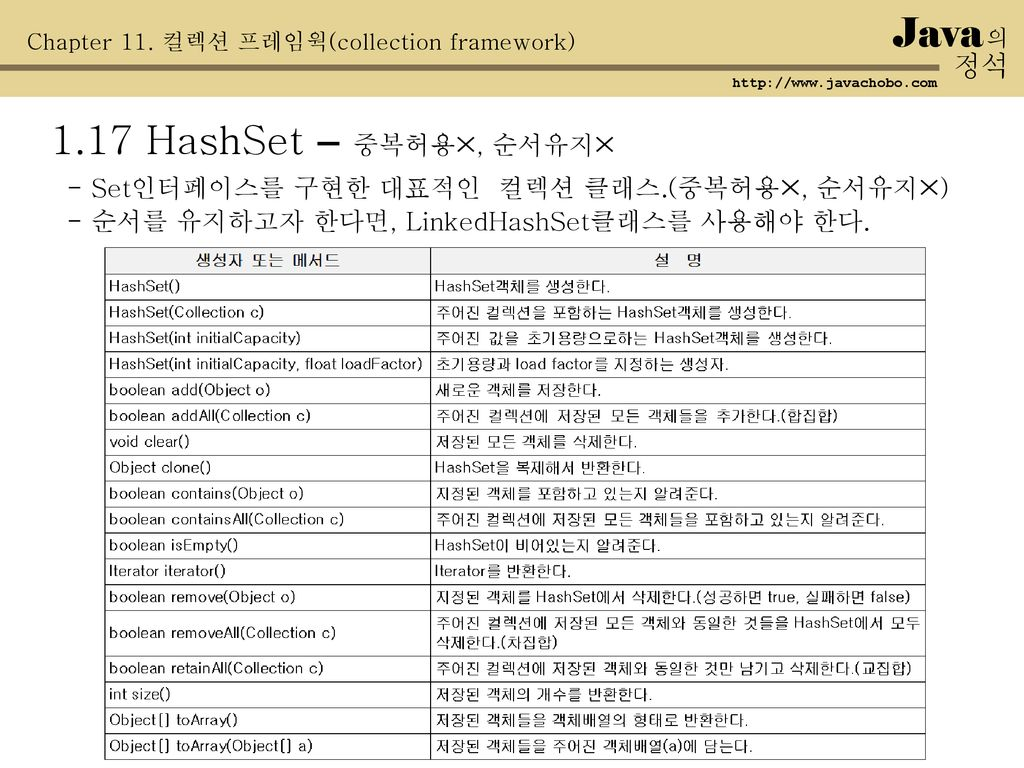 Chapter 11. 컬렉션 프레임웍(collection framework)
Java의
정석
http://www.javachobo.com
1.17 HashSet – 중복허용×, 순서유지×
- Set인터페이스를 구현한 대표적인 컬렉션 클래스.(중복허용×, 순서유지×)
- 순서를 유지하고자 한다면, LinkedHashSet클래스를 사용해야 한다.
생성자 또는 메서드 설 명
HashSet() HashSet객체를 생성한다.
HashSet(Collection c) 주어진 컬렉션을 포함하는 HashSet객체를 생성한다.
HashSet(int initialCapacity) 주어진 값을 초기용량으로하는 HashSet객체를 생성한다.
HashSet(int initialCapacity, float loadFactor) 초기용량과 load factor를 지정하는 생성자.
boolean add(Object o) 새로운 객체를 저장한다.
boolean addAll(Collection c) 주어진 컬렉션에 저장된 모든 객체들을 추가한다.(합집합)
void clear() 저장된 모든 객체를 삭제한다.
Object clone() HashSet을 복제해서 반환한다.
boolean contains(Object o) 지정된 객체를 포함하고 있는지 알려준다.
boolean containsAll(Collection c) 주어진 컬렉션에 저장된 모든 객체들을 포함하고 있는지 알려준다.
boolean isEmpty() HashSet이 비어있는지 알려준다.
Iterator iterator() Iterator를 반환한다.
boolean remove(Object o) 지정된 객체를 HashSet에서 삭제한다.(성공하면 true, 실패하면 false)
boolean removeAll(Collection c) 주어진 컬렉션에 저장된 모든 객체와 동일한 것들을 HashSet에서 모두
삭제한다.(차집합)
boolean retainAll(Collection c) 주어진 컬렉션에 저장된 객체와 동일한 것만 남기고 삭제한다.(교집합)
int size() 저장된 객체의 개수를 반환한다.
Object[] toArray() 저장된 객체들을 객체배열의 형태로 반환한다.
Object[] toArray(Object[] a) 저장된 객체들을 주어진 객체배열(a)에 담는다.